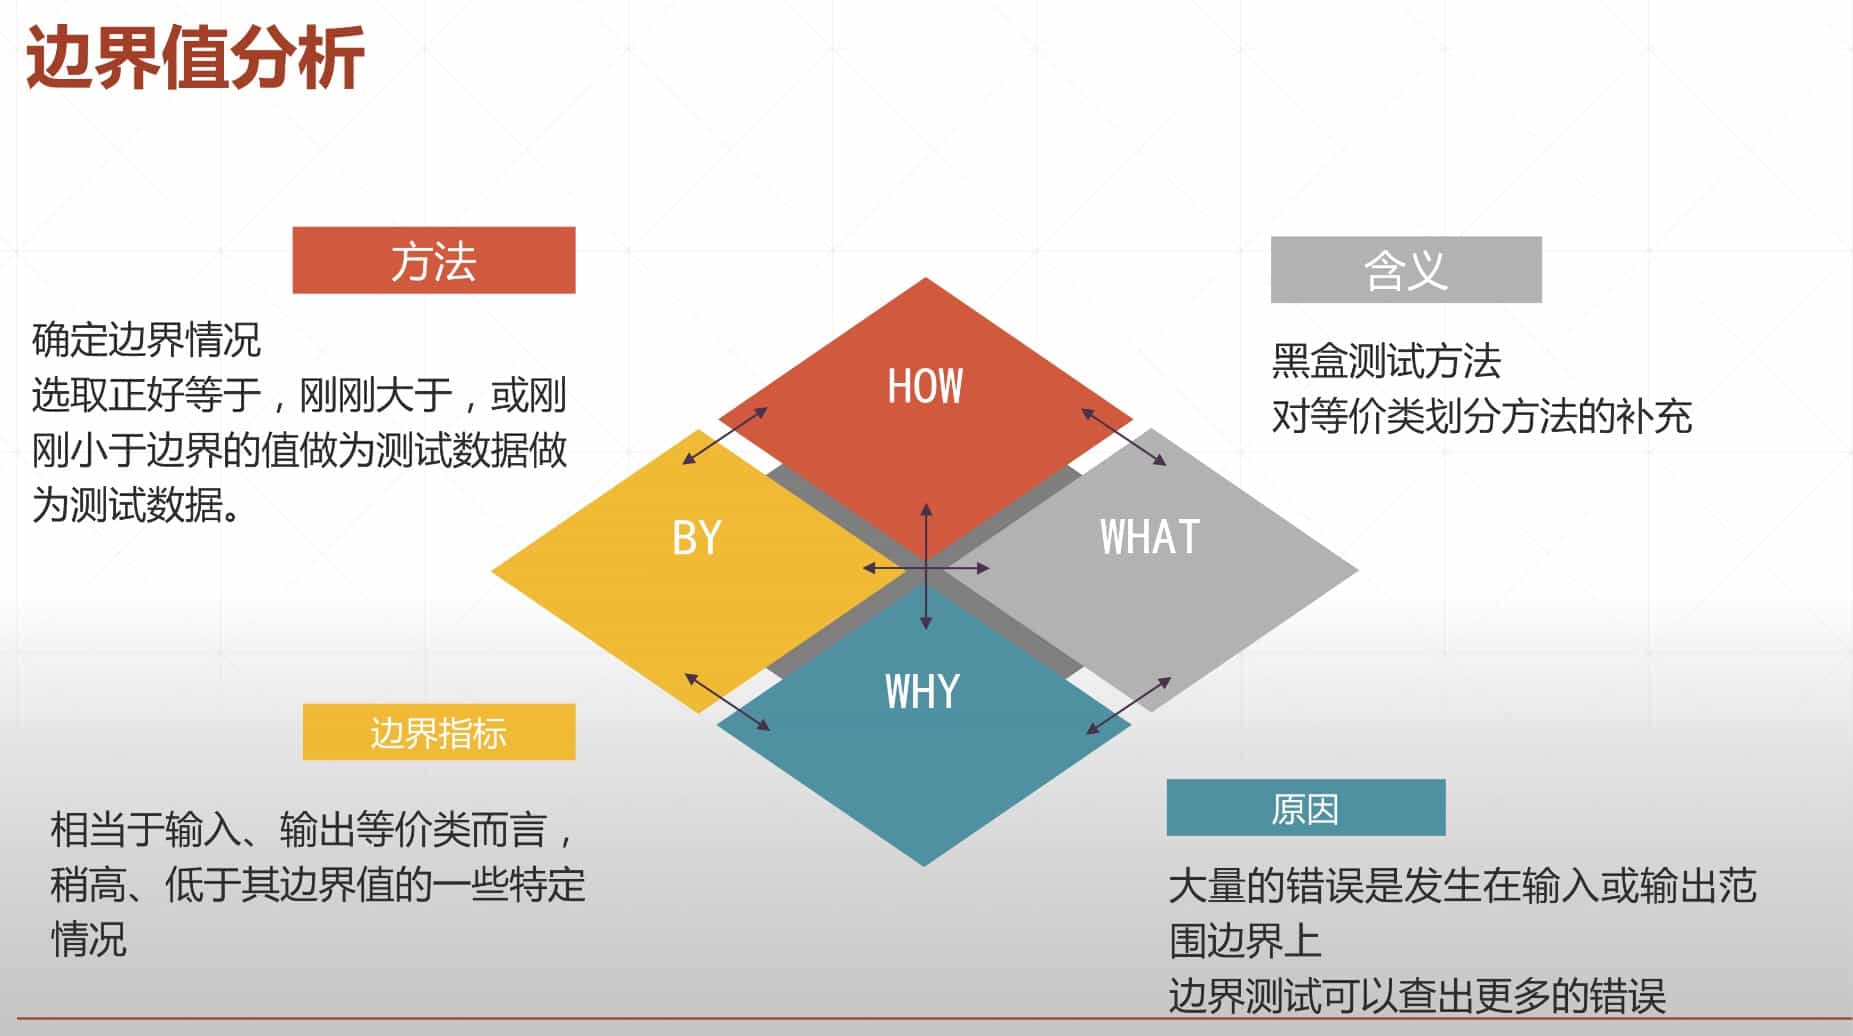 边界值分析
方法
确定边界情况
选取正好等于，刚刚大于，或刚
刚小于边界的值做为测试数据做
为测试数据。
含义
黑盒测试方法
对等价类划分方法的补充
HOW
BY
WHAT
WHY
边界指标
相当于输入、输出等价类而言，
稍高、低于其边界值的一些特定
情况
原因
大量的错误是发生在输入或输出范
围边界上
边界测试可以查出更多的错误